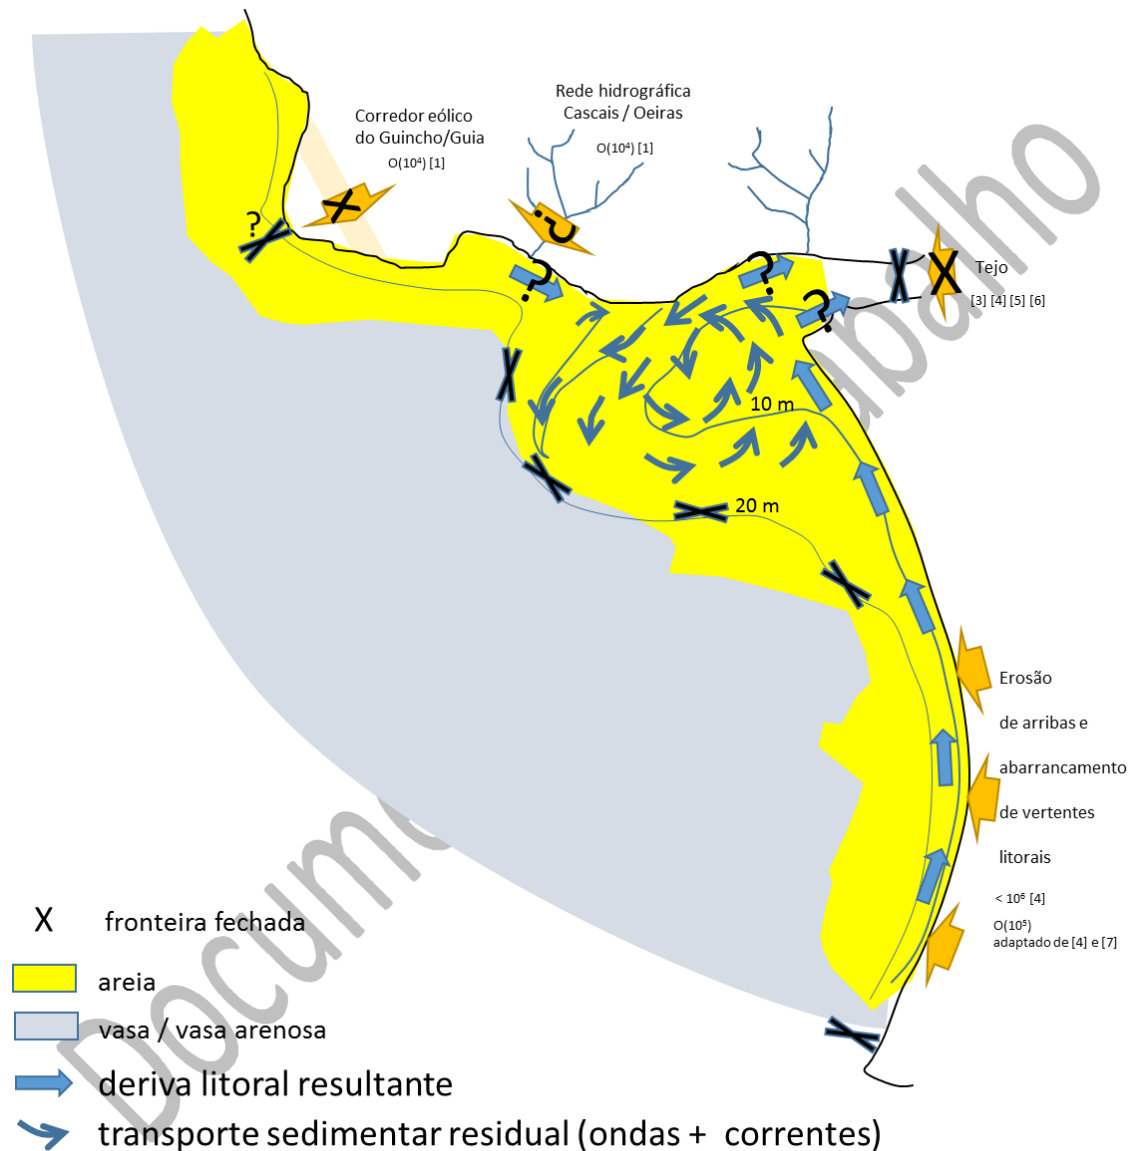 Corredor eólico
do Guincho/Guia
O(10⁴) [1]
Rede hidrográfica
Cascais / Oeiras
O(10⁴) [1]
X
?
?
?
?
?
X
Tejo
[3] [4] [5] [6]
10 m
20 m
Erosão
de arribas e
abarrancamento
de vertentes
litorais
< 10⁶ [4]
O(10⁵)
adaptado de [4] e [7]
X fronteira fechada
areia
vasa / vasa arenosa
deriva litoral resultante
transporte sedimentar residual (ondas + correntes)
Docume
abalho